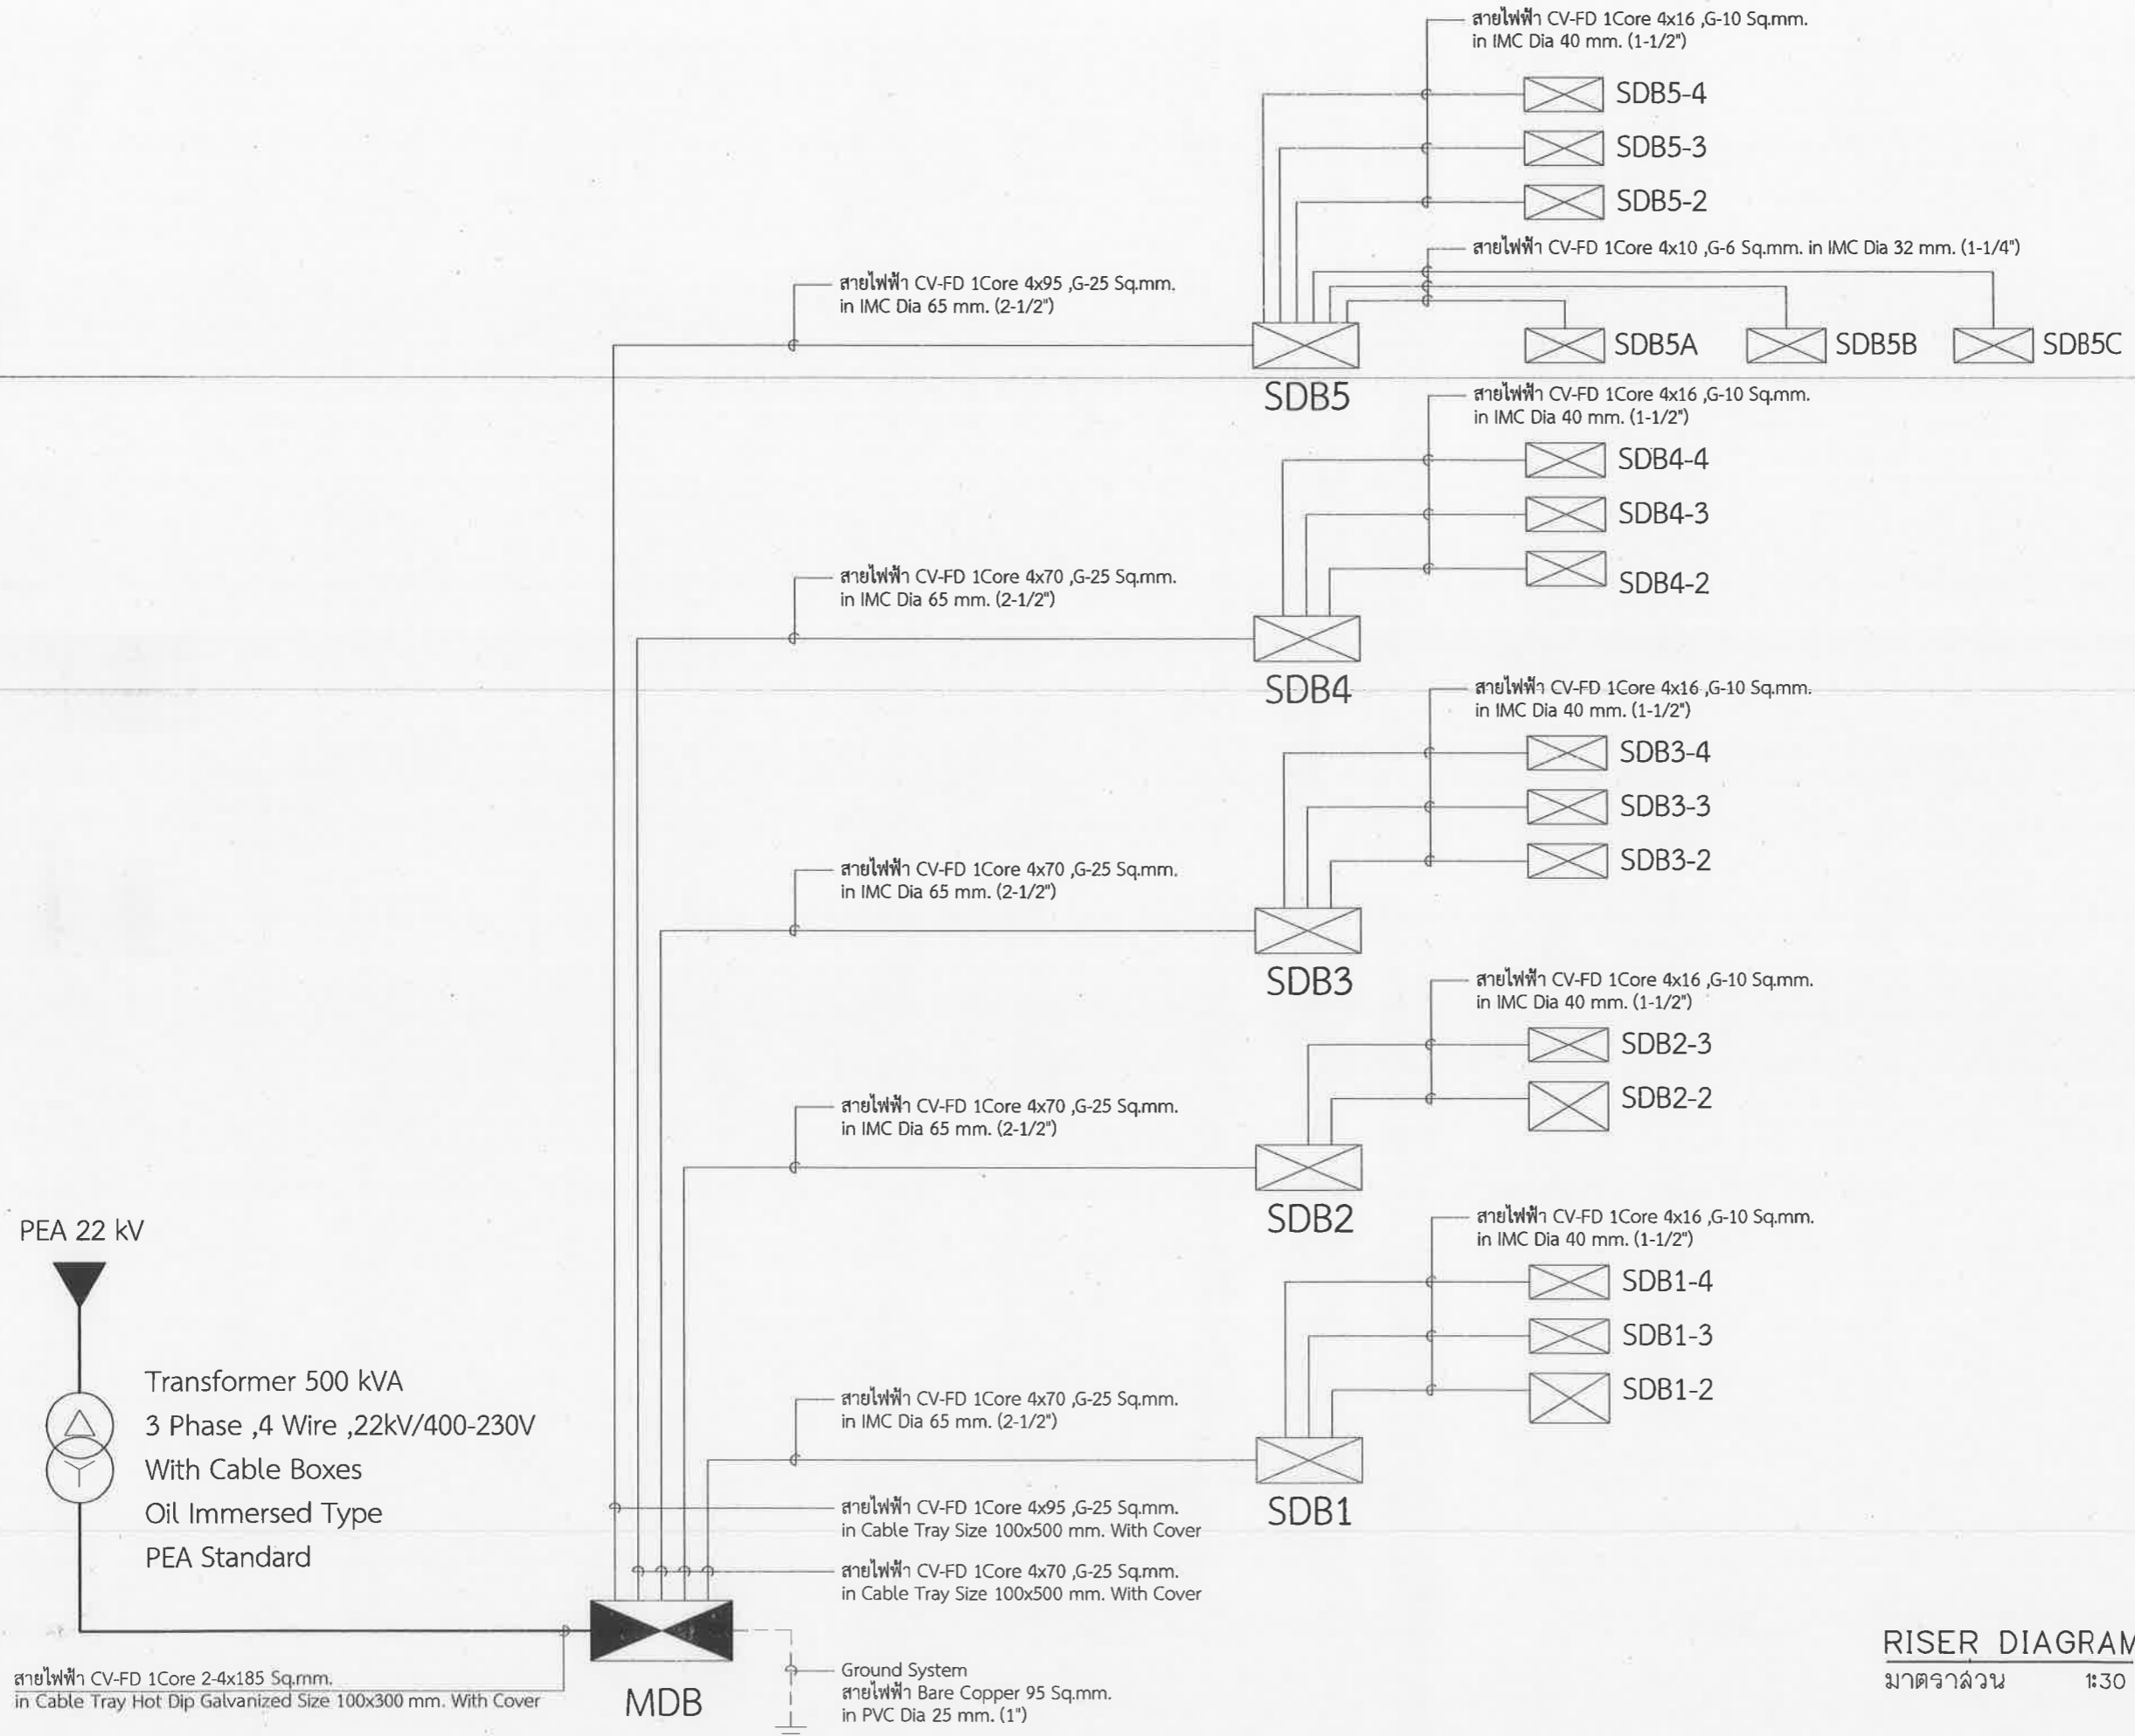 สายไฟฟ้า CV-FD 1Core 4x16 ,G-10 Sq.mm.
in IMC Dia 40 mm. (1-1/2")
SDB5-4
SDB5-3
SDB5-2
สายไฟฟ้า CV-FD 1Core 4x10 ,G-6 Sq.mm. in IMC Dia 32 mm. (1-1/4")
สายไฟฟ้า CV-FD 1Core 4x95 ,G-25 Sq.mm.
in IMC Dia 65 mm. (2-1/2")
SDB5A
SDB5B
SDB5C
SDB5
สายไฟฟ้า CV-FD 1Core 4x16 ,G-10 Sq.mm.
in IMC Dia 40 mm. (1-1/2")
SDB4-4
SDB4-3
SDB4-2
สายไฟฟ้า CV-FD 1Core 4x70 ,G-25 Sq.mm.
in IMC Dia 65 mm. (2-1/2")
SDB4
สายไฟฟ้า CV-FD 1Core 4x16 ,G-10 Sq.mm.
in IMC Dia 40 mm. (1-1/2")
SDB3-4
SDB3-3
SDB3-2
สายไฟฟ้า CV-FD 1Core 4x70 ,G-25 Sq.mm.
in IMC Dia 65 mm. (2-1/2")
SDB3
สายไฟฟ้า CV-FD 1Core 4x16 ,G-10 Sq.mm.
in IMC Dia 40 mm. (1-1/2")
SDB2-3
SDB2-2
สายไฟฟ้า CV-FD 1Core 4x70 ,G-25 Sq.mm.
in IMC Dia 65 mm. (2-1/2")
SDB2
สายไฟฟ้า CV-FD 1Core 4x16 ,G-10 Sq.mm.
in IMC Dia 40 mm. (1-1/2")
SDB1-4
SDB1-3
SDB1-2
สายไฟฟ้า CV-FD 1Core 4x70 ,G-25 Sq.mm.
in IMC Dia 65 mm. (2-1/2")
SDB1
PEA 22 kV
Transformer 500 kVA
3 Phase ,4 Wire ,22kV/400-230V
With Cable Boxes
Oil Immersed Type
PEA Standard
สายไฟฟ้า CV-FD 1Core 4x95 ,G-25 Sq.mm.
in Cable Tray Size 100x500 mm. With Cover
สายไฟฟ้า CV-FD 1Core 4x70 ,G-25 Sq.mm.
in Cable Tray Size 100x500 mm. With Cover
สายไฟฟ้า CV-FD 1Core 2-4x185 Sq.mm.
in Cable Tray Hot Dip Galvanized Size 100x300 mm. With Cover
MDB
Ground System
สายไฟฟ้า Bare Copper 95 Sq.mm.
in PVC Dia 25 mm. (1")
RISER DIAGRAM
มาตราส่วน 1:30